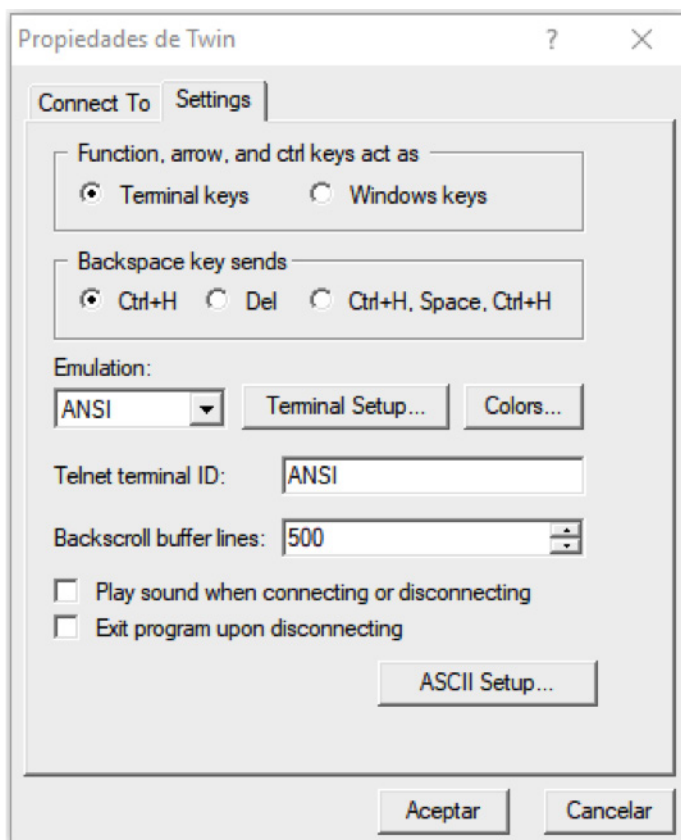 Propiedades de Twin ?
Connect To Settings
Function, arrow, and ctrl keys act as
Terminal keys Windows keys
Backspace key sends
Ctrl+H Del Ctrl+H, Space, Ctrl+H
Emulation:
ANSI Terminal Setup... Colors...
Telnet terminal ID: ANSI
Backscroll buffer lines: 500
Play sound when connecting or disconnecting
Exit program upon disconnecting
ASCII Setup...
Aceptar Cancelar